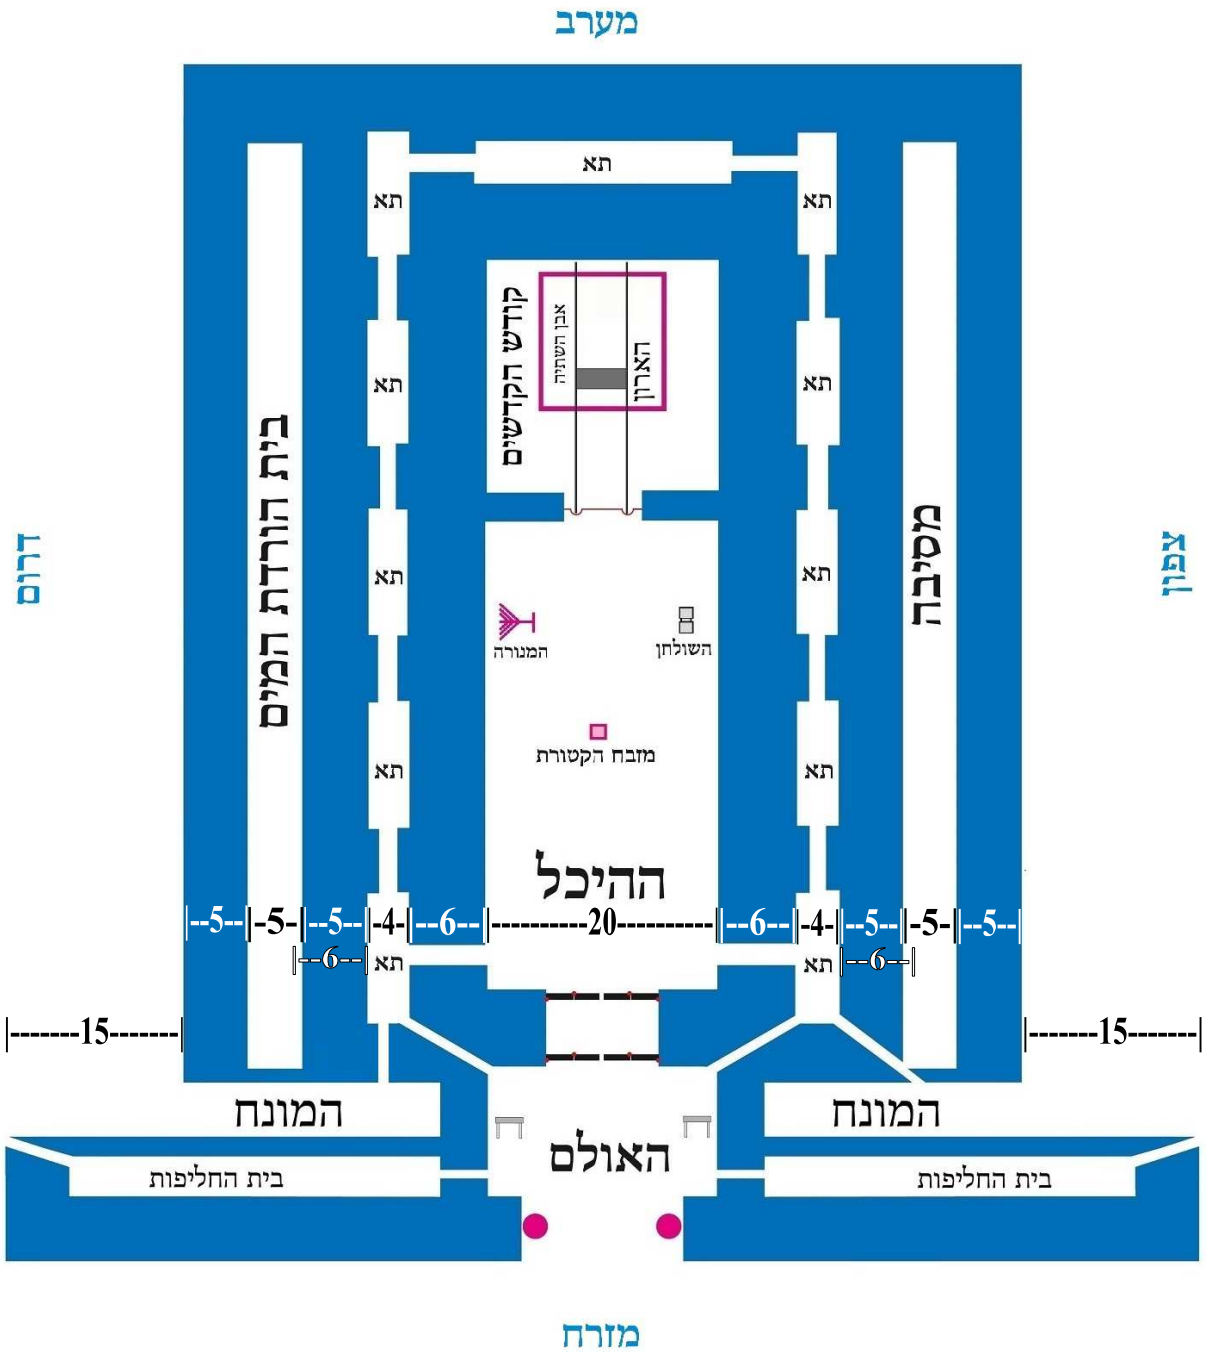 מערב
תא
תא
תא
קודש הקדשים
אבן השתיה
הארון
תא
תא
בית הורדת המים
מסיבה
דרום
צפון
תא
תא
המנורה
השולחן
מזבח הקטורת
תא
תא
ההיכל
|--5--|-5-|--5--|-4-|--6--|----------20----------|--6--|-4-|--5--|-5-|--5--|
|--6--|
תא
תא
|--6--|
|-------15-------|
|-------15-------|
המונח
המונח
האולם
בית החליפות
בית החליפות
מזרח